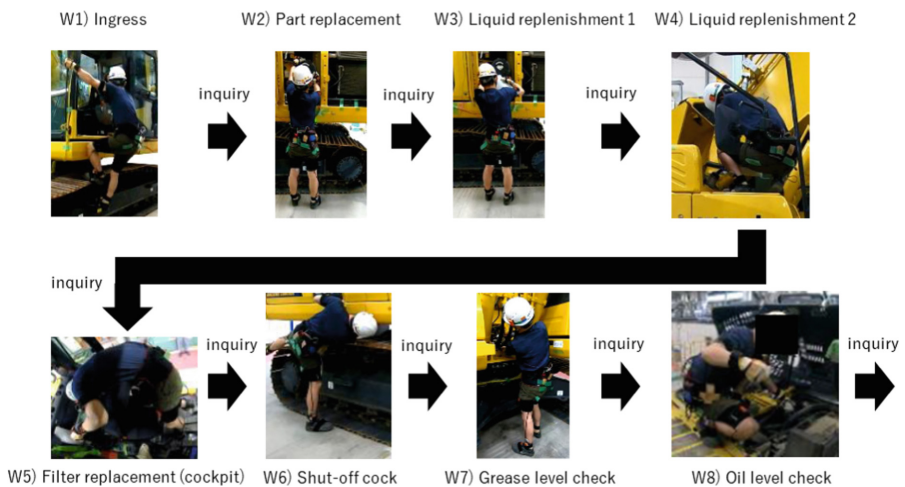 W1) Ingress
W2) Part replacement
W3) Liquid replenishment 1
W4) Liquid replenishment 2
inquiry
inquiry
inquiry
inquiry
inquiry
inquiry
inquiry
inquiry
W5) Filter replacement (cockpit)
W6) Shut-off cock
W7) Grease level check
W8) Oil level check